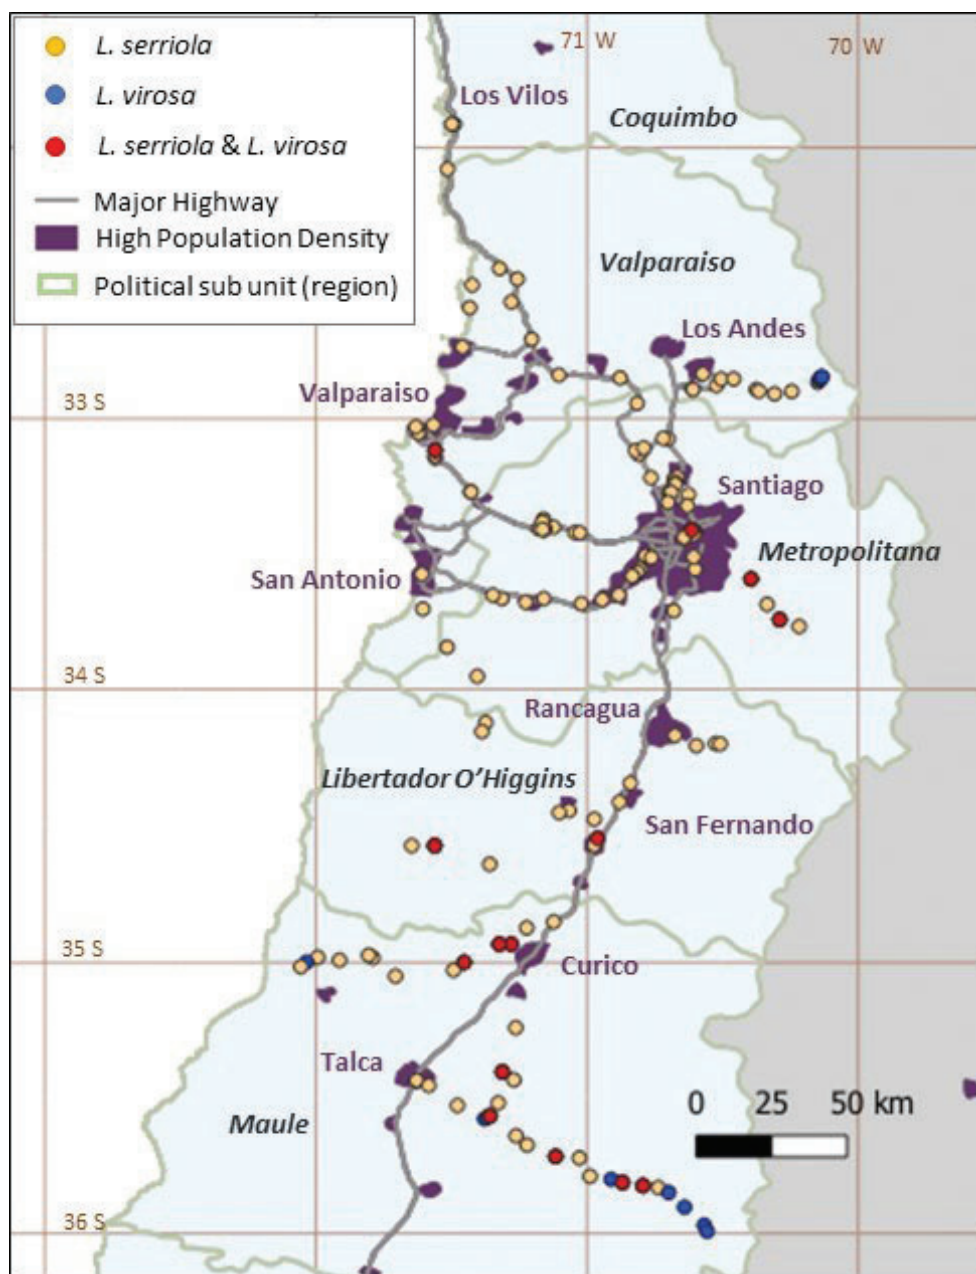 L. serriola
L. virosa
L. serriola & L. virosa
Major Highway
High Population Density
Political sub unit (region)
71 W
70 W
Los Vilos
Coquimbo
Valparaiso
Los Andes
Valparaiso
33 S
Santiago
Metropolitana
San Antonio
34 S
Rancagua
Libertador O'Higgins
San Fernando
35 S
Curico
Talca
Maule
0 25 50 km
36 S